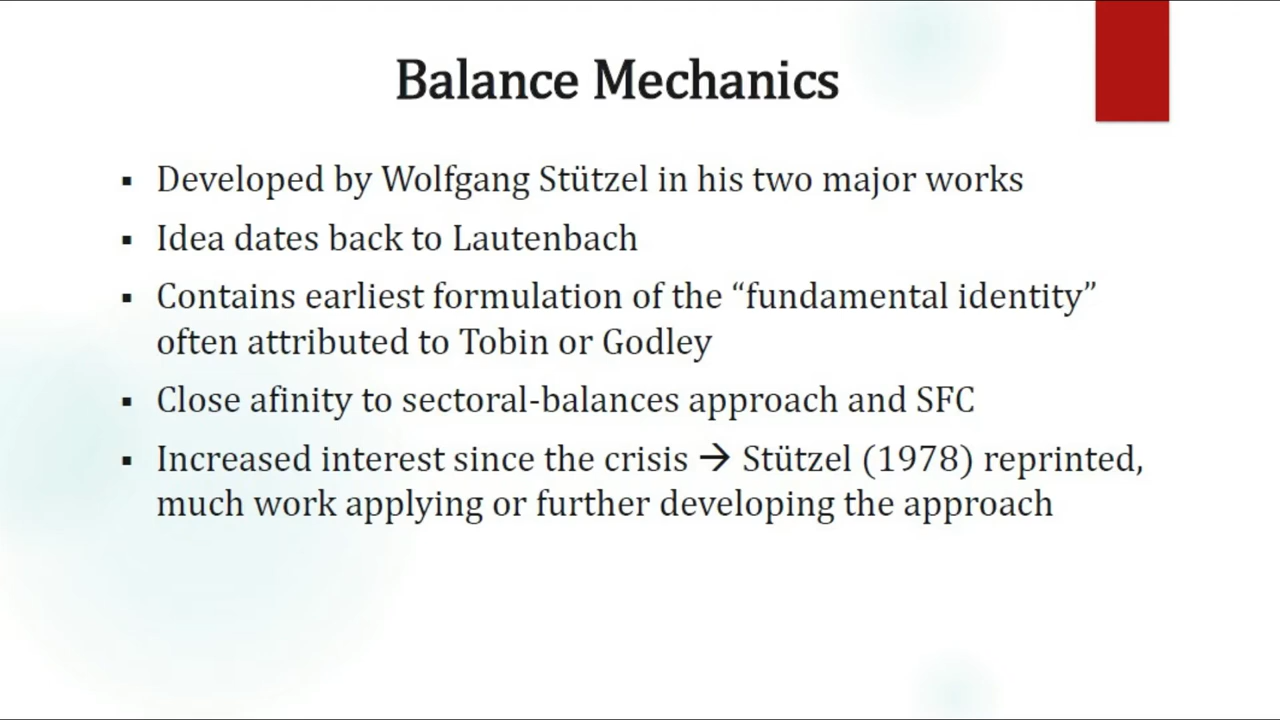 Balance Mechanics
▪ Developed by Wolfgang Stützel in his two major works
▪ Idea dates back to Lautenbach
▪ Contains earliest formulation of the “fundamental identity”
often attributed to Tobin or Godley
▪ Close afinity to sectoral-balances approach and SFC
▪ Increased interest since the crisis → Stützel (1978) reprinted,
much work applying or further developing the approach